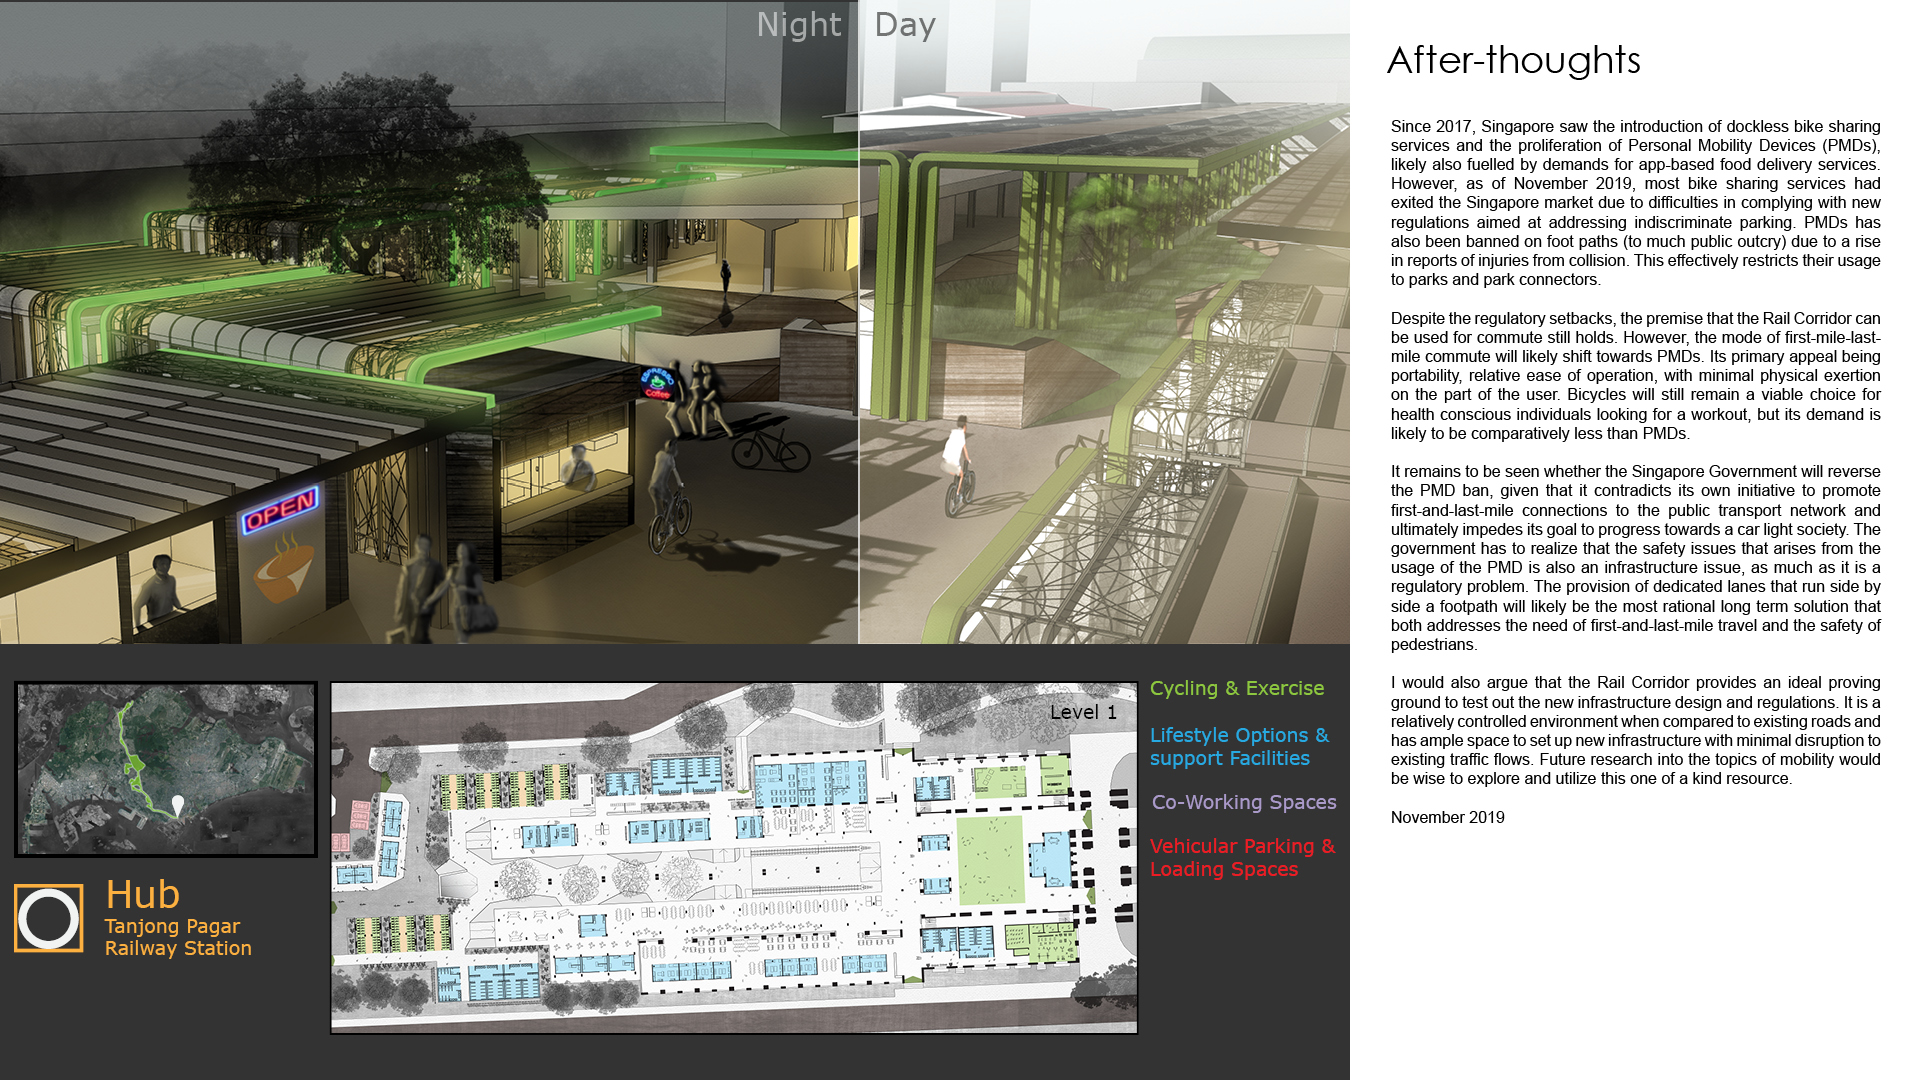 Night
Day
ESPRESSO
Coffee
OPEN
Hub
Tanjong Pagar
Railway Station
Level 1
Cycling & Exercise
Lifestyle Options &
support Facilities
Co-Working Spaces
Vehicular Parking &
Loading Spaces
After-thoughts
Since 2017, Singapore saw the introduction of dockless bike sharing
services and the proliferation of Personal Mobility Devices (PMDs),
likely also fuelled by demands for app-based food delivery services.
However, as of November 2019, most bike sharing services had
exited the Singapore market due to difficulties in complying with new
regulations aimed at addressing indiscriminate parking. PMDs has
also been banned on foot paths (to much public outcry) due to a rise
in reports of injuries from collision. This effectively restricts their usage
to parks and park connectors.
Despite the regulatory setbacks, the premise that the Rail Corridor can
be used for commute still holds. However, the mode of first-mile-last-
mile commute will likely shift towards PMDs. Its primary appeal being
portability, relative ease of operation, with minimal physical exertion
on the part of the user. Bicycles will still remain a viable choice for
health conscious individuals looking for a workout, but its demand is
likely to be comparatively less than PMDs.
It remains to be seen whether the Singapore Government will reverse
the PMD ban, given that it contradicts its own initiative to promote
first-and-last-mile connections to the public transport network and
ultimately impedes its goal to progress towards a car light society. The
government has to realize that the safety issues that arises from the
usage of the PMD is also an infrastructure issue, as much as it is a
regulatory problem. The provision of dedicated lanes that run side by
side a footpath will likely be the most rational long term solution that
both addresses the need of first-and-last-mile travel and the safety of
pedestrians.
I would also argue that the Rail Corridor provides an ideal proving
ground to test out the new infrastructure design and regulations. It is a
relatively controlled environment when compared to existing roads and
has ample space to set up new infrastructure with minimal disruption to
existing traffic flows. Future research into the topics of mobility would
be wise to explore and utilize this one of a kind resource.
November 2019